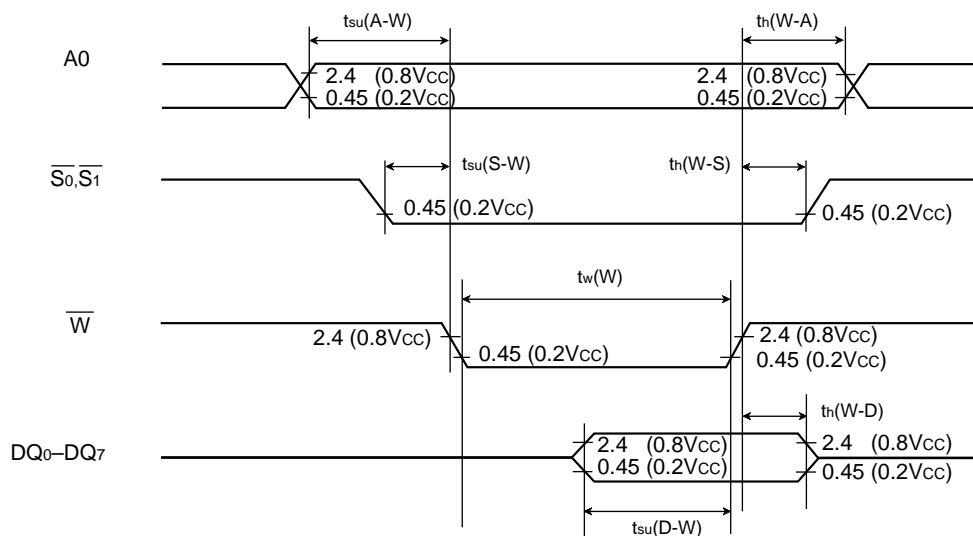 tsu(A-W) th(W-A)
A0
2.4 (0.8VCC) 2.4 (0.8VCC)
0.45 (0.2VCC) 0.45 (0.2VCC)
S0,S1 tsu(S-W) th(W-S)
0.45 (0.2VCC) 0.45 (0.2VCC)
tw(W)
W
2.4 (0.8VCC) 2.4 (0.8VCC)
0.45 (0.2VCC) 0.45 (0.2VCC)
th(W-D)
DQ0–DQ7 2.4 (0.8VCC) 2.4 (0.8VCC)
0.45 (0.2VCC) 0.45 (0.2VCC)
tsu(D-W)